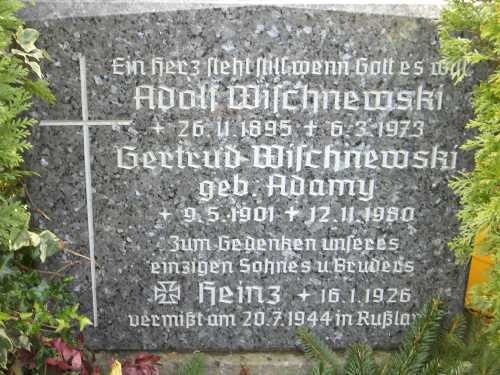 Ein Herz steht still wenn Gott es will
Adolf Wischnewski
+ 26.11.1895 + 6.3.1973
Gertrud Wischnewski
geb. Adamy
+ 9.5.1901 + 12.11.1980
Zum Gedenken unseres
einzigen Sohnes u. Bruders
Heinz + 16.1.1926
vermißt am 20.7.1944 in Rußland